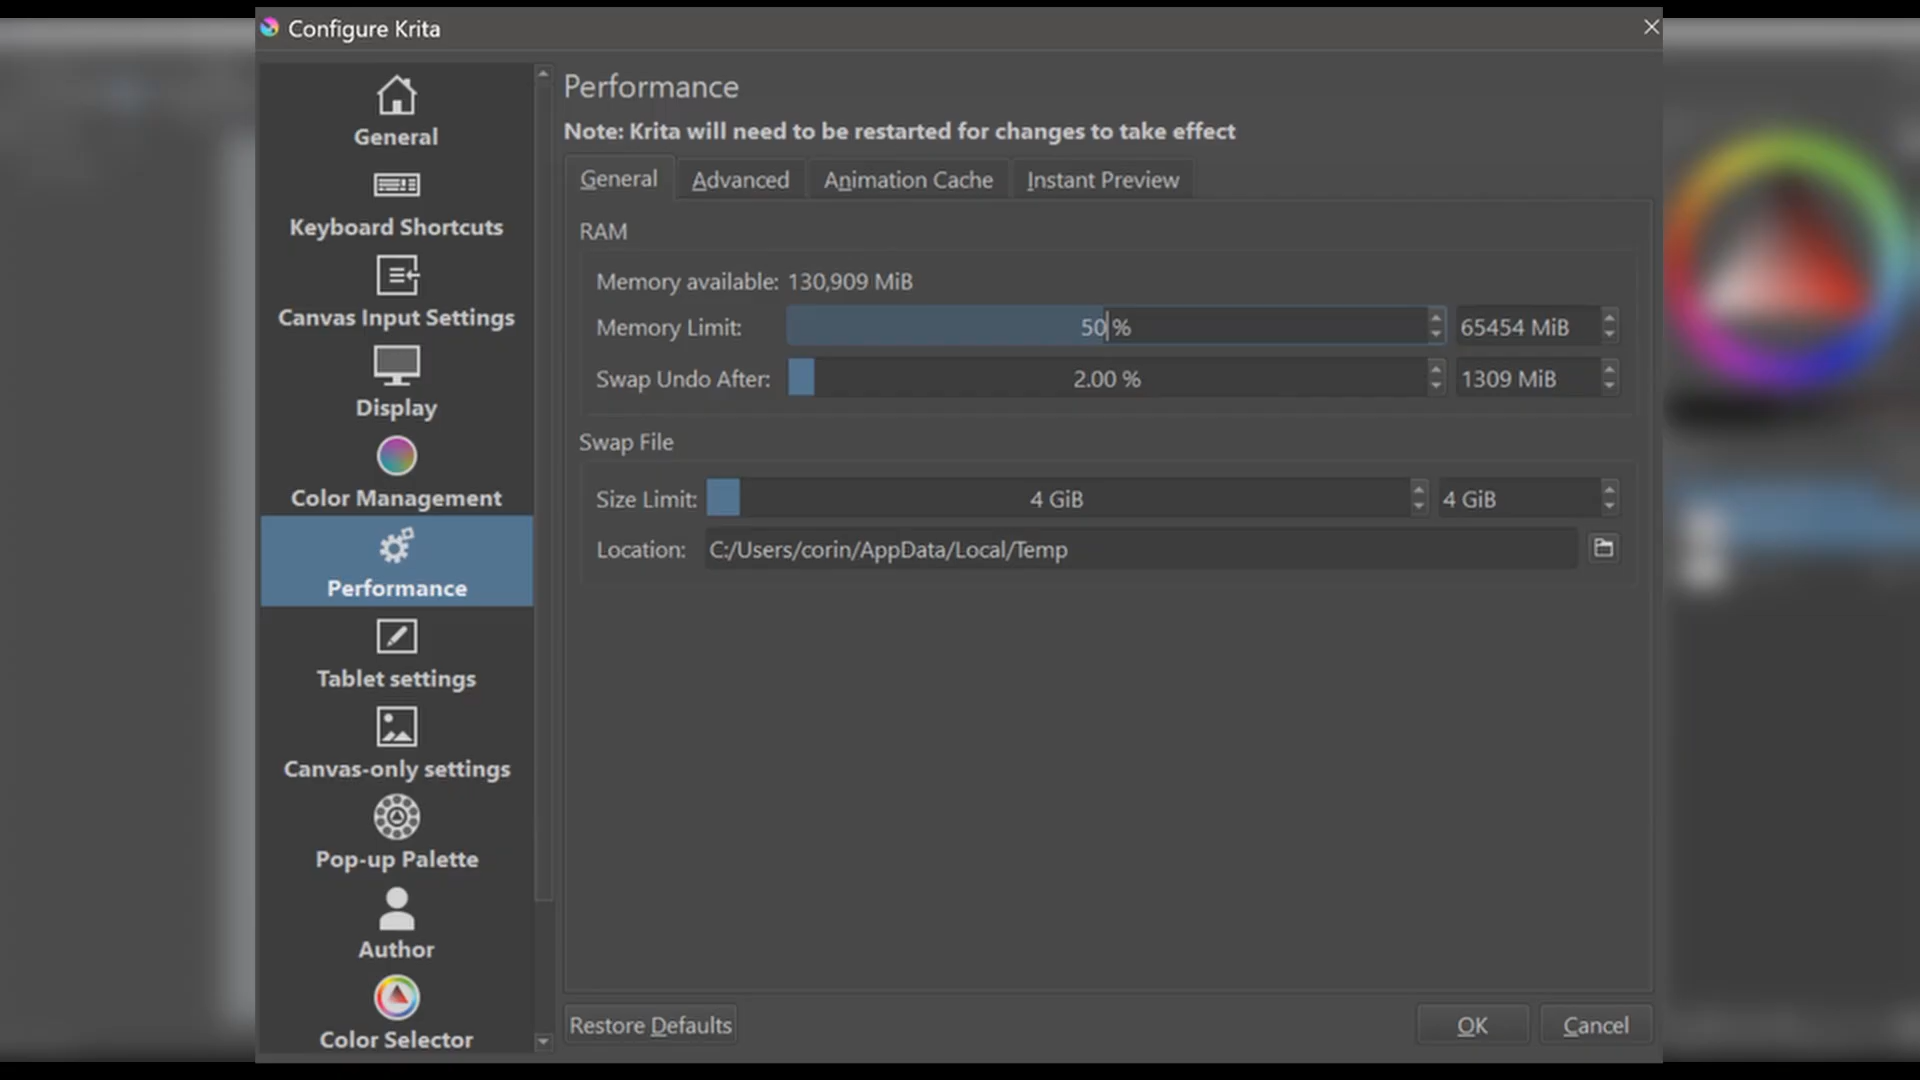 Configure Krita
General
Keyboard Shortcuts
Canvas Input Settings
Display
Color Management
Performance
Tablet settings
Canvas-only settings
Pop-up Palette
Author
Color Selector
Performance
Note: Krita will need to be restarted for changes to take effect
General Advanced Animation Cache Instant Preview
RAM
Memory available: 130,909 MiB
Memory Limit: 50 % 65454 MiB
Swap Undo After: 2.00 % 1309 MiB
Swap File
Size Limit: 4 GiB 4 GiB
Location: C:/Users/corin/AppData/Local/Temp
Restore Defaults OK Cancel